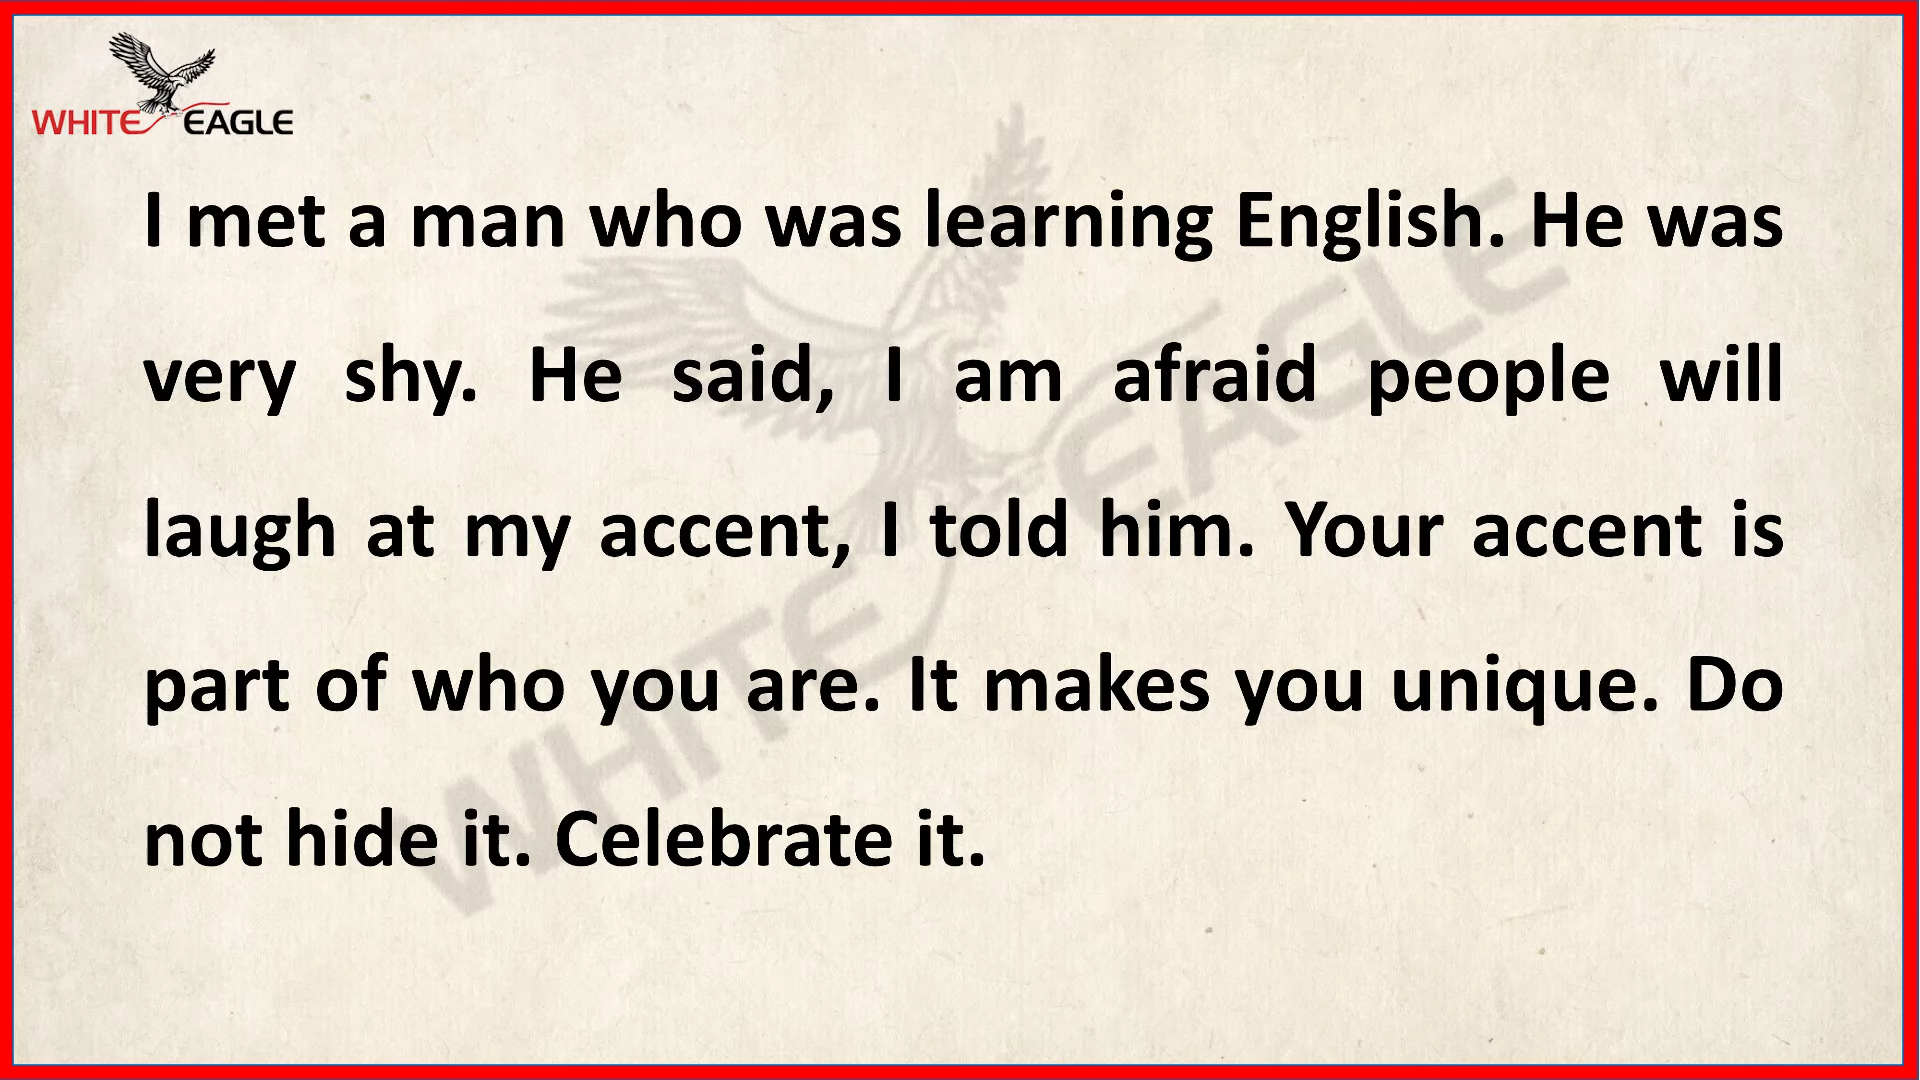 WHITE EAGLE
I met a man who was learning English. He was
very shy. He said, I am afraid people will
laugh at my accent, I told him. Your accent is
part of who you are. It makes you unique. Do
not hide it. Celebrate it.
WHITE EAGLE